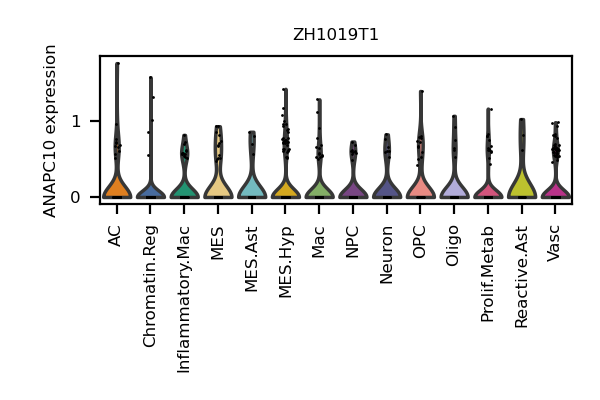 ZH1019T1
ANAPC10 expression
1
0
AC
Chromatin.Reg
Inflammatory.Mac
MES
MES.Ast
MES.Hyp
Mac
NPC
Neuron
OPC
Oligo
Prolif.Metab
Reactive.Ast
Vasc